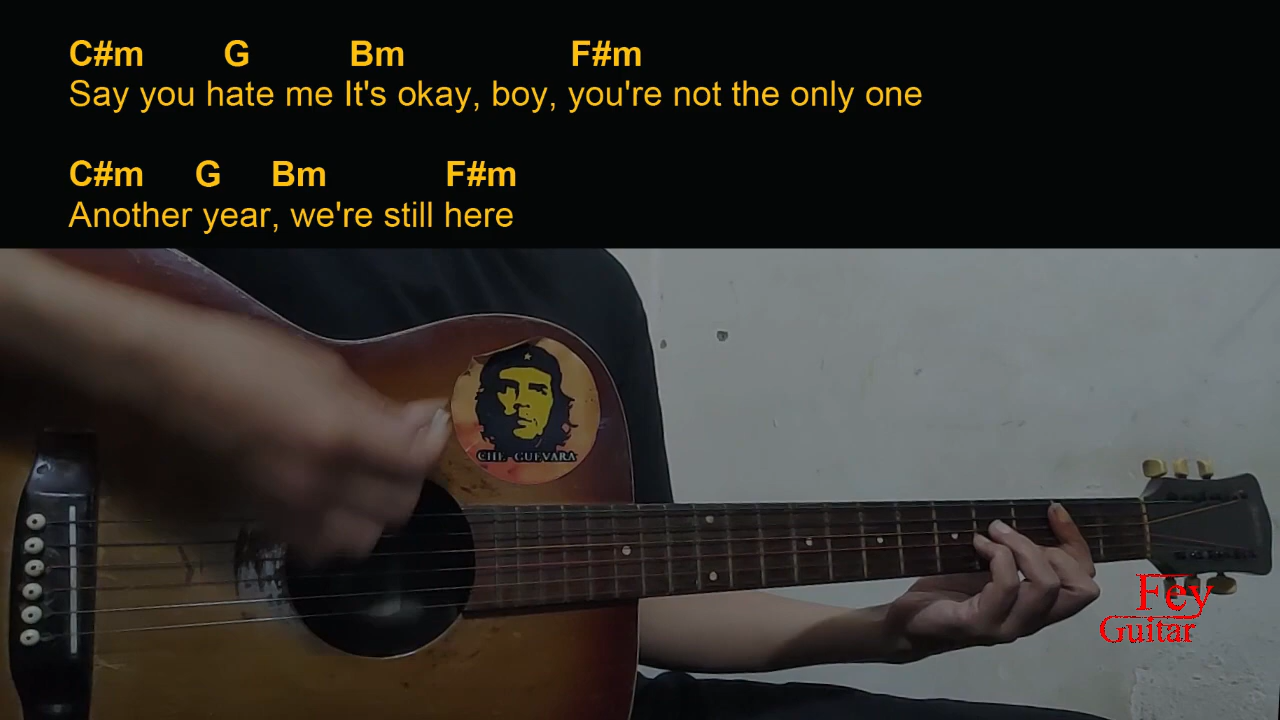 C#m G Bm F#m
Say you hate me It's okay, boy, you're not the only one
C#m G Bm F#m
Another year, we're still here
CHE GUEVARA
Fey
Guitar